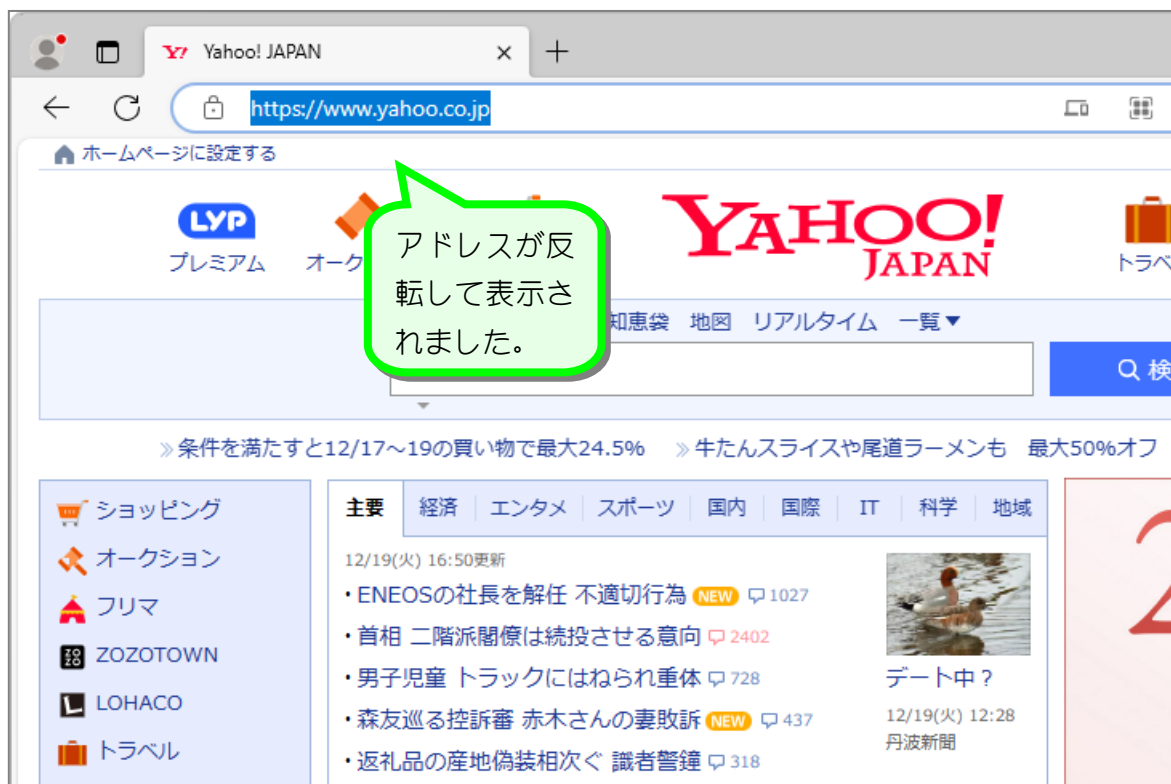 Yahoo! JAPAN
https://www.yahoo.co.jp
ホームページに設定する
LYP
プレミアム
オーク
YAHOO!
JAPAN
トラベ
アドレスが反
転して表示さ
れました。
知恵袋 地図 リアルタイム 一覧▼
検
»条件を満たすと12/17～19の買い物で最大24.5% »牛たんスライスや尾道ラーメンも 最大50%オフ
ショッピング
オークション
フリマ
ZOZOTOWN
LOHACO
トラベル
主要 経済 エンタメ スポーツ 国内 国際 IT 科学 地域
12/19(火) 16:50更新
・ENEOSの社長を解任 不適切行為 NEW 1027
・首相 二階派閣僚は続投させる意向 2402
・男子児童 トラックにはねられ重体 728
・森友巡る控訴審 赤木さんの妻敗訴 NEW 437
・返礼品の産地偽装相次ぐ 識者警鐘 318
デート中？
12/19(火) 12:28
丹波新聞
2